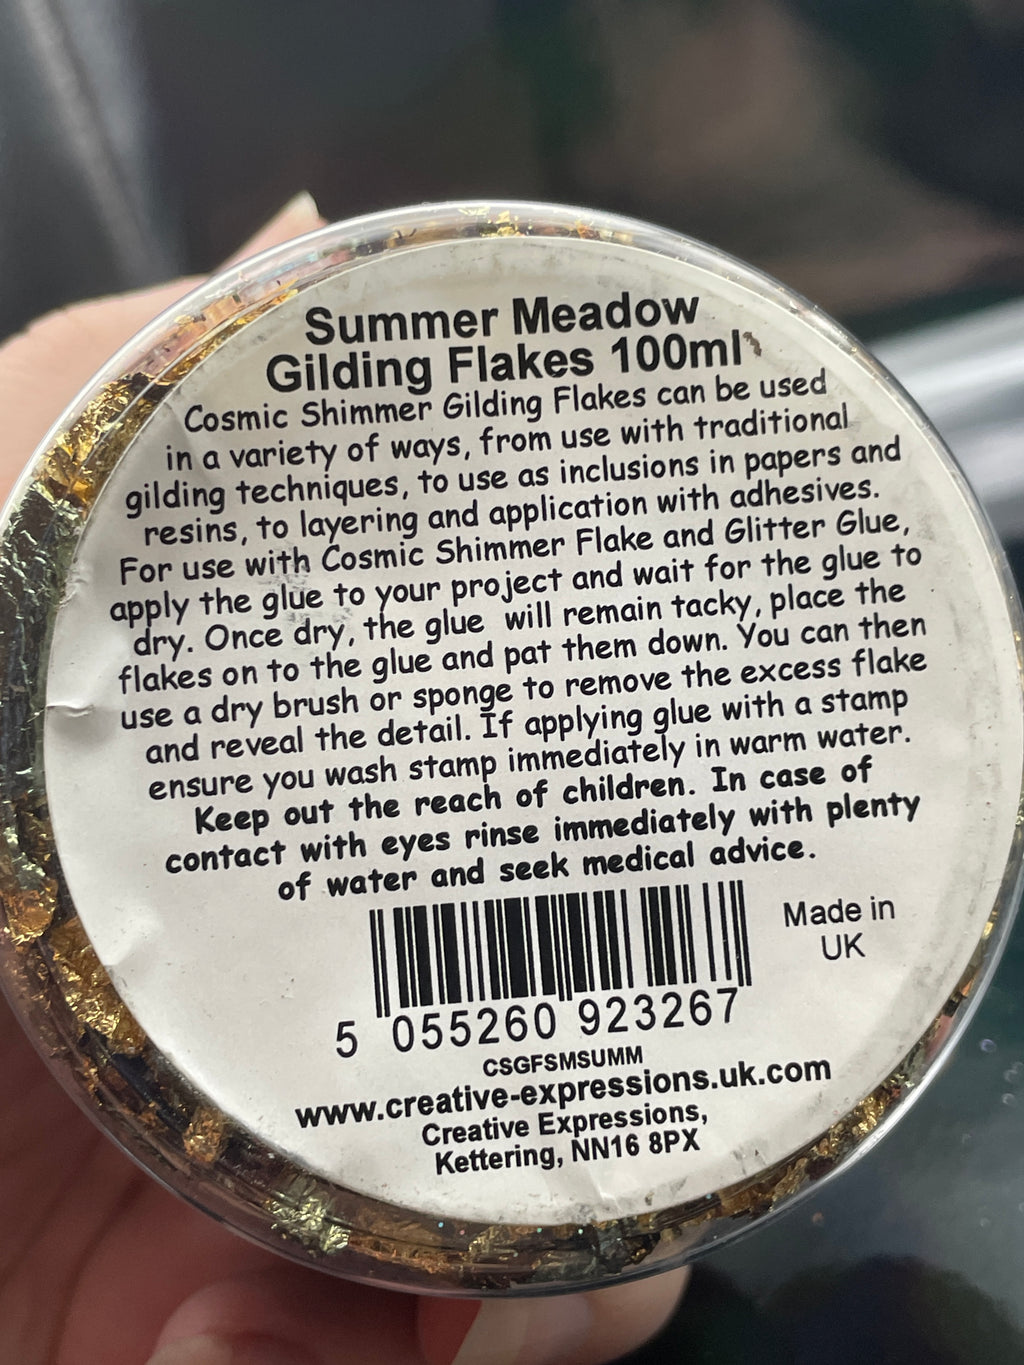 Summer Meadow
Gilding Flakes 100ml
Cosmic Shimmer Gilding Flakes can be used
in a variety of ways, from use with traditional
gilding techniques, to use as inclusions in papers and
resins, to layering and application with adhesives.
For use with Cosmic Shimmer Flake and Glitter Glue,
apply the glue to your project and wait for the glue to
dry. Once dry, the glue will remain tacky, place the
flakes on to the glue and pat them down. You can then
use a dry brush or sponge to remove the excess flake
and reveal the detail. If applying glue with a stamp
ensure you wash stamp immediately in warm water.
Keep out the reach of children. In case of
contact with eyes rinse immediately with plenty
of water and seek medical advice.
Made in
UK
5 055260 923267
CSGFSMSUMM
www.creative-expressions.uk.com
Creative Expressions,
Kettering, NN16 8PX